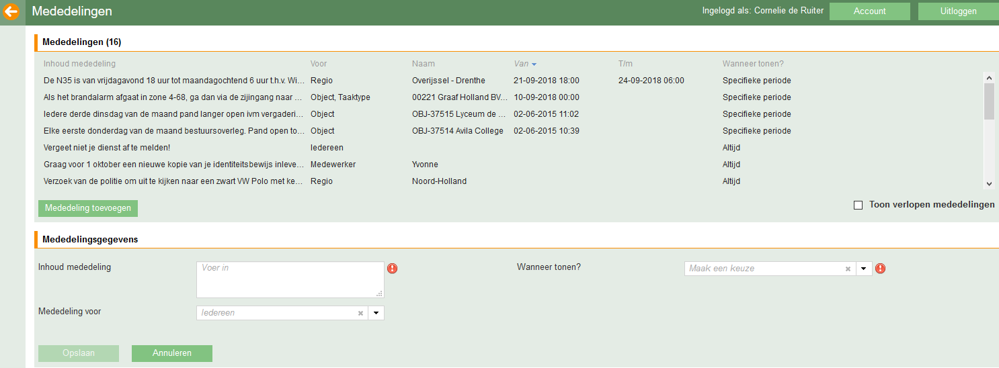 Mededelingen
Ingelogd als: Cornelie de Ruiter
Account
Uitloggen
Mededelingen (16)
Inhoud mededeling Voor Naam Van T/m Wanneer tonen?
De N35 is van vrijdagavond 18 uur tot maandagochtend 6 uur t.h.v. Wi... Regio Overijssel - Drenthe 21-09-2018 18:00 24-09-2018 06:00 Specifieke periode
Als het brandalarm afgaat in zone 4-68, ga dan via de zijingang naar ... Object, Taaktype 00221 Graaf Holland BV... 10-09-2018 00:00 Specifieke periode
Iedere derde dinsdag van de maand pand langer open ivm vergaderi... Object OBJ-37515 Lyceum de ... 02-06-2015 11:02 Specifieke periode
Elke eerste donderdag van de maand bestuursoverleg. Pand open to... Object OBJ-37514 Avila College 02-06-2015 10:39 Specifieke periode
Vergeet niet je dienst af te melden! Iedereen Altijd
Graag voor 1 oktober een nieuwe kopie van je identiteitsbewijs inleve... Medewerker Yvonne Altijd
Verzoek van de politie om uit te kijken naar een zwart VW Polo met ke... Regio Noord-Holland Altijd
Mededeling toevoegen
Toon verlopen mededelingen
Mededelingsgegevens
Inhoud mededeling Voer in
Wanneer tonen? Maak een keuze
Mededeling voor Iedereen
Opslaan
Annuleren